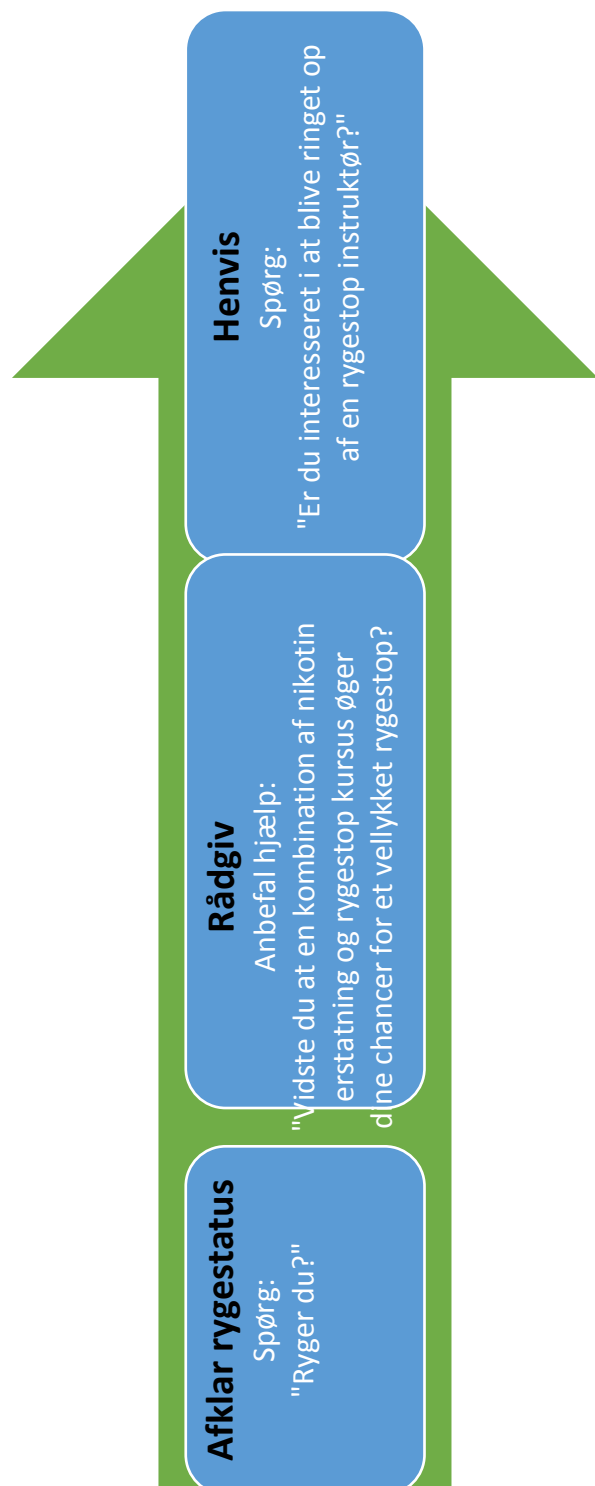 Afklar rygestatus
Spørg:
"Ryger du?"
Rådgiv
Anbefal hjælp:
"Vidste du at en kombination af nikotin
erstatning og rygestop kursus øger
dine chancer for et vellykket rygestop?
Henvis
Spørg:
"Er du interesseret i at blive ringet op
af en rygestop instruktør?"